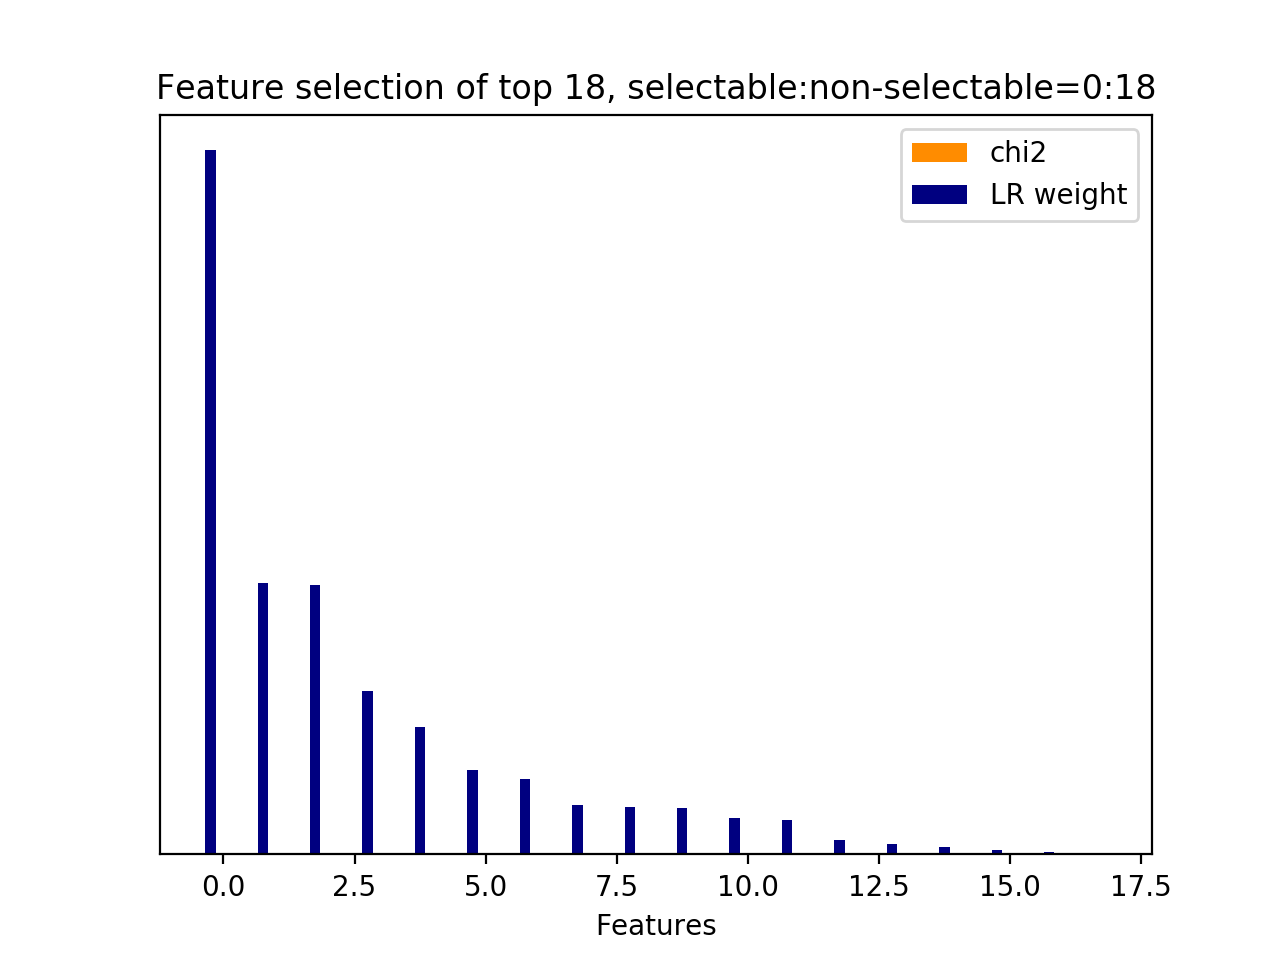 Feature selection of top 18, selectable:non-selectable=0:18
chi2
LR weight
0.0 2.5 5.0 7.5 10.0 12.5 15.0 17.5
Features